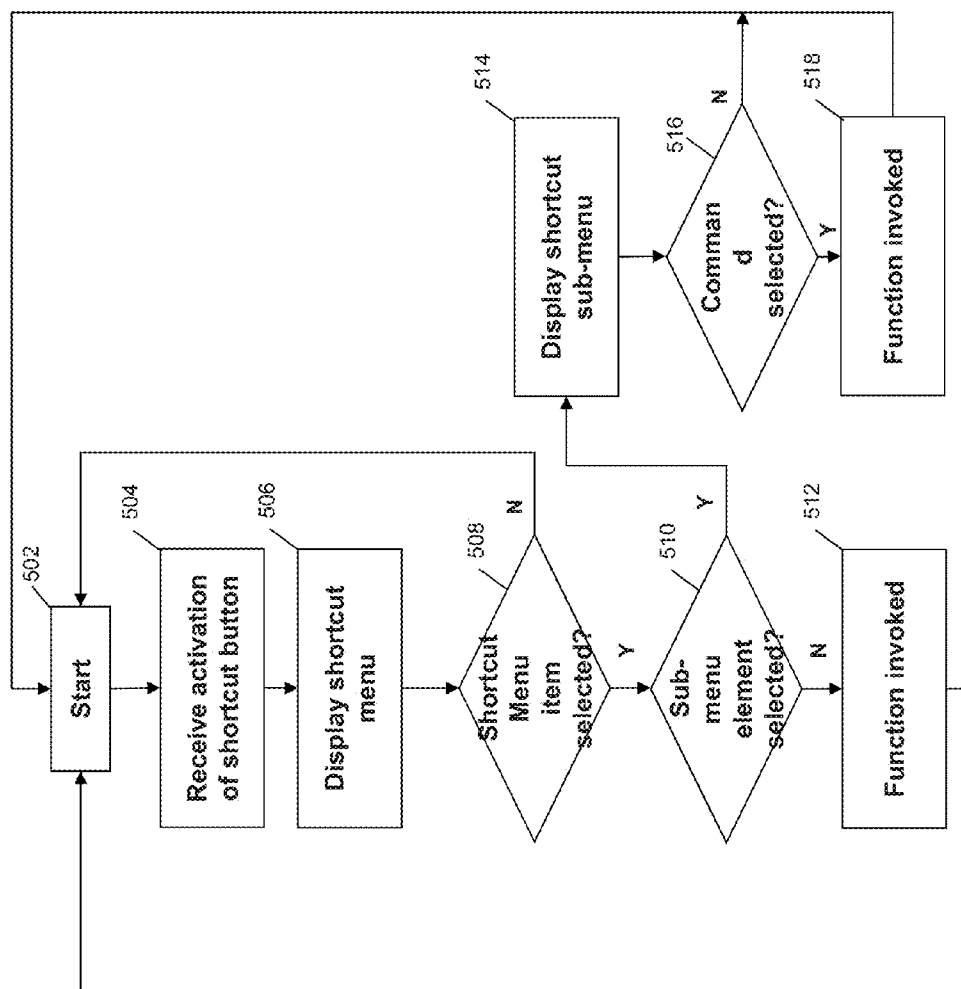 502
Start
504
Receive activation
of shortcut button
506
Display shortcut
menu
508
Shortcut
Menu
item
selected?
N
Y
510
Sub-
menu
element
selected?
Y
N
512
Function invoked
514
Display shortcut
sub-menu
516
Comman
d
selected?
N
Y
518
Function invoked